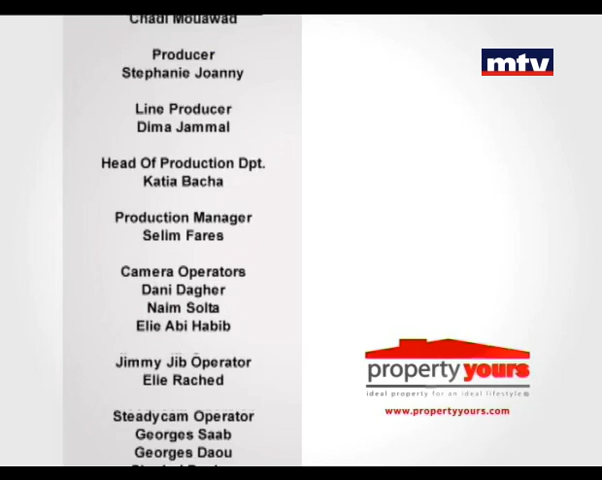 Chadi Mouawad
Producer
Stephanie Joanny
Line Producer
Dima Jammal
Head Of Production Dpt.
Katia Bacha
Production Manager
Selim Fares
Camera Operators
Dani Dagher
Naim Solta
Elie Abi Habib
Jimmy Jib Operator
Elie Rached
Steadycam Operator
Georges Saab
Georges Daou
mtv
property yours
ideal property for an ideal lifestyle®
www.propertyyours.com